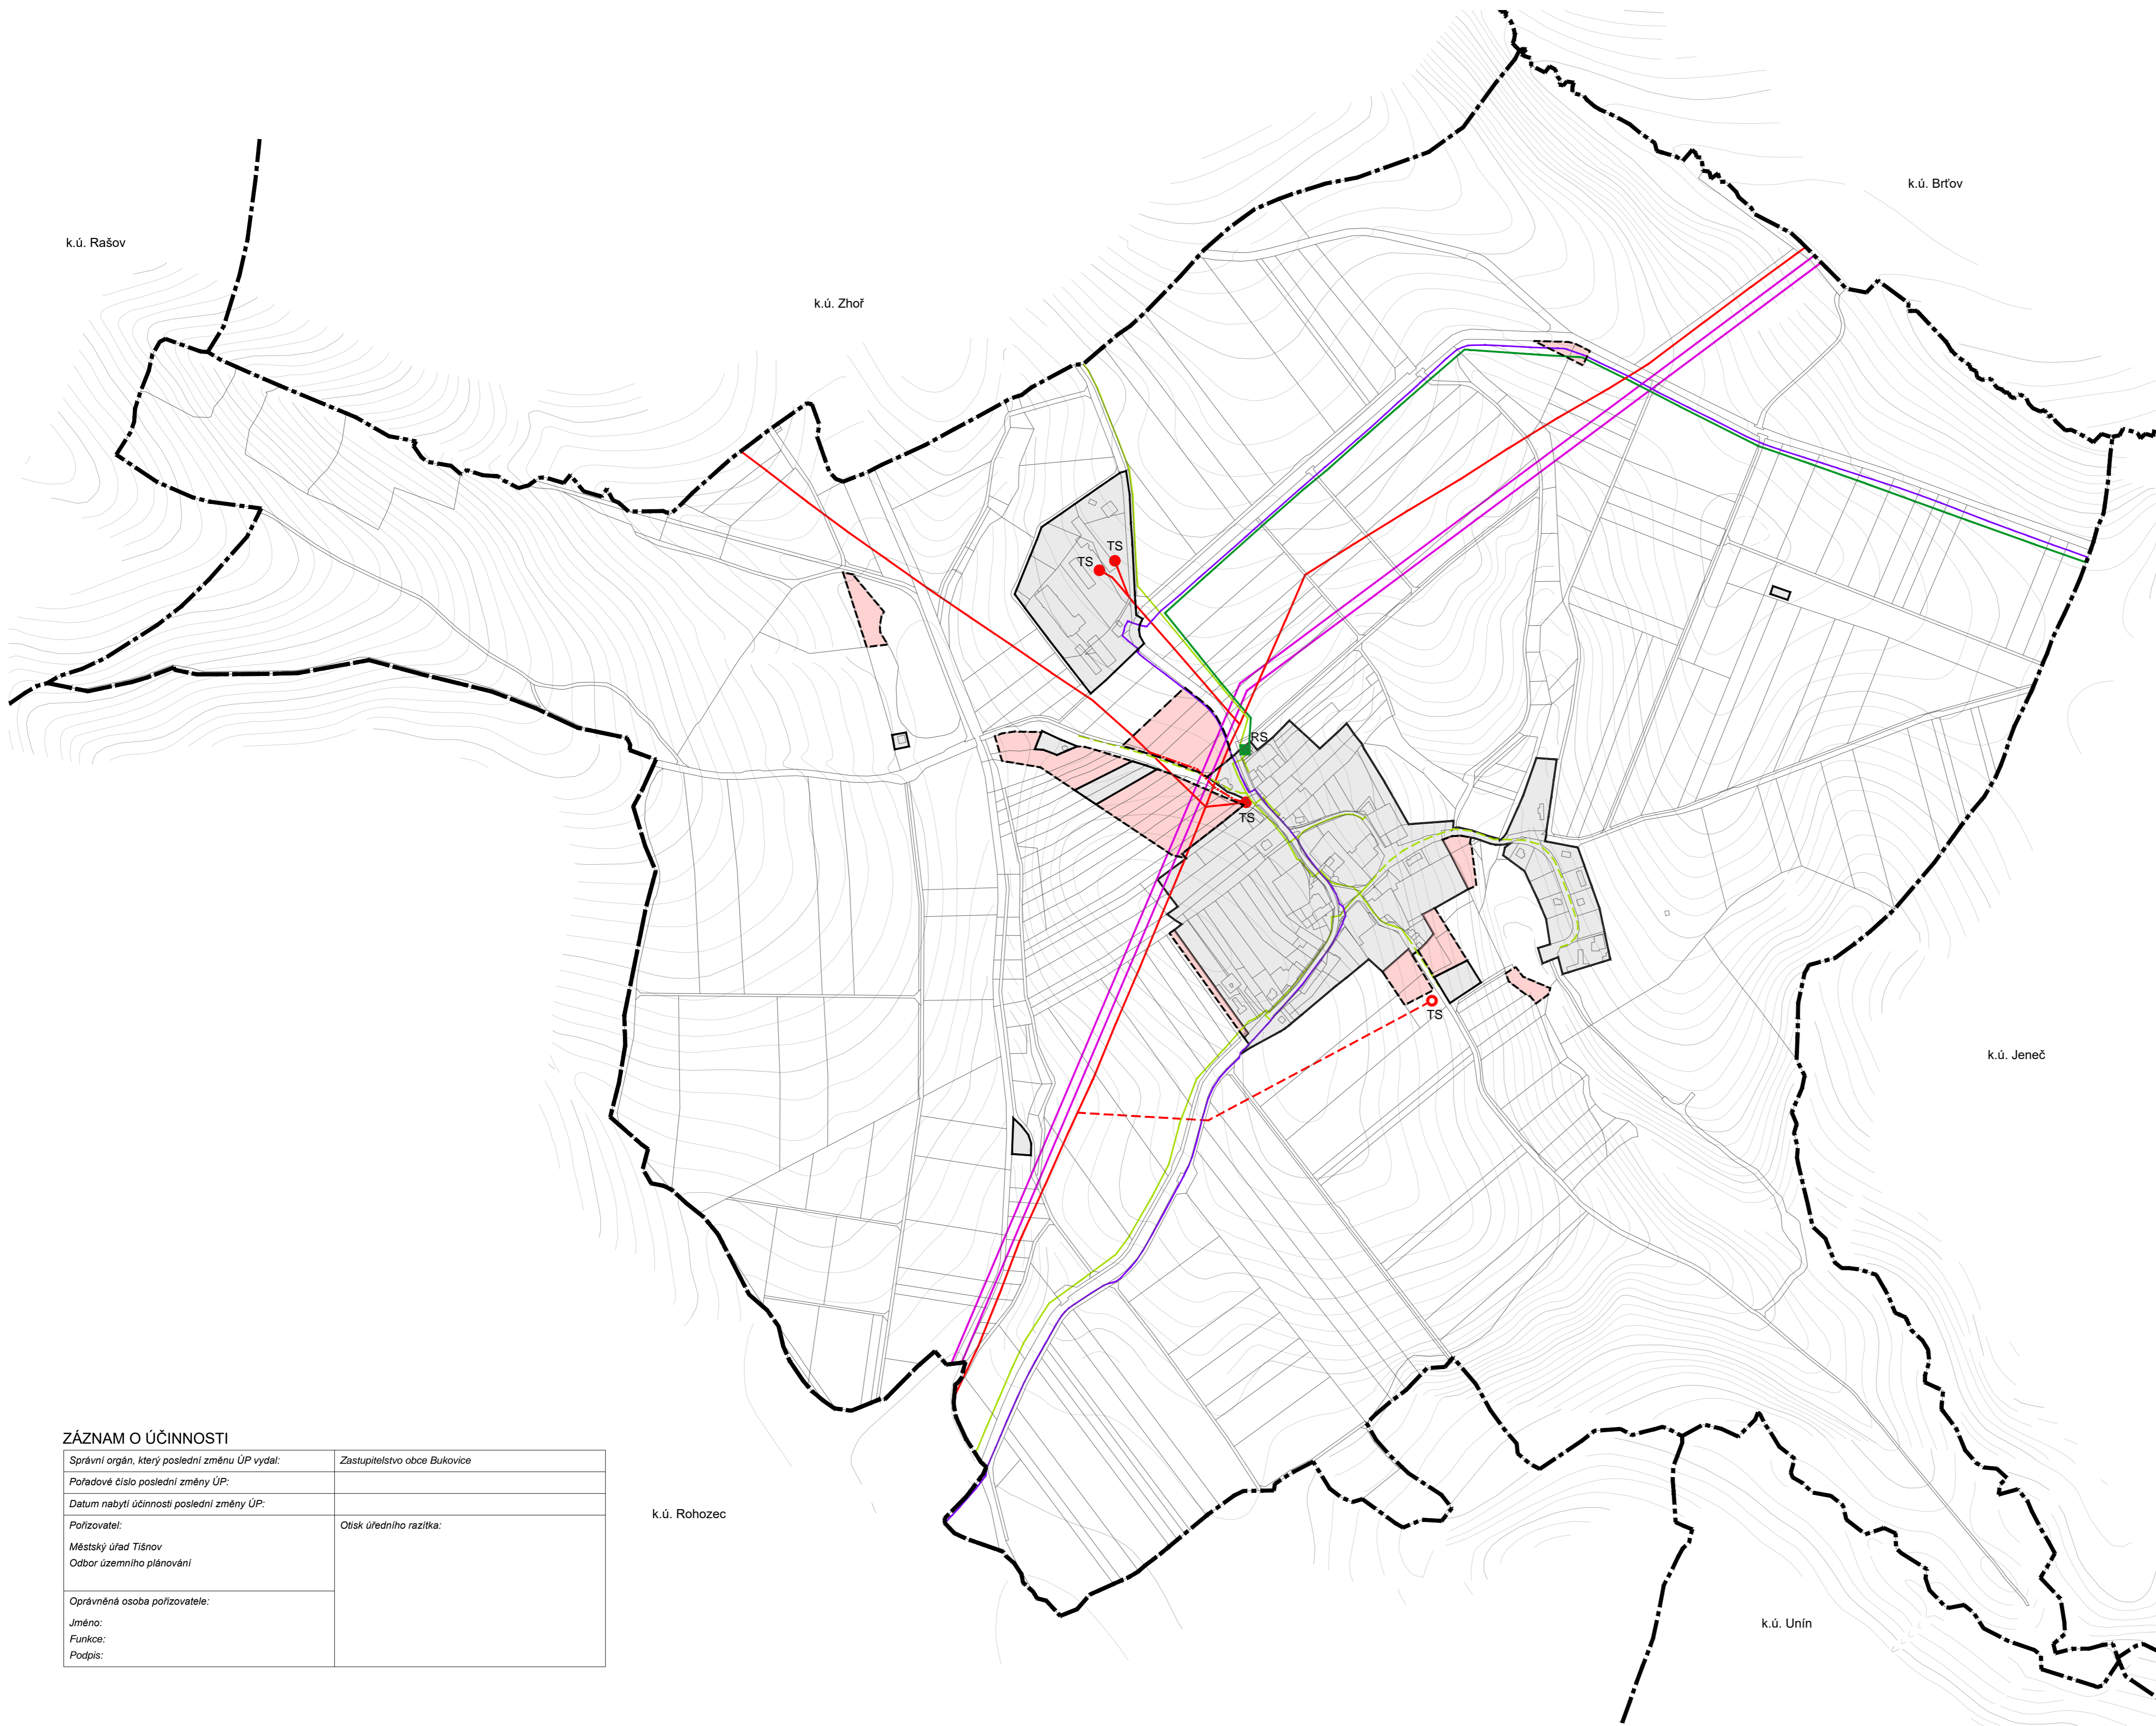 k.ú. Brťov
k.ú. Rašov
k.ú. Zhoř
TS
TS
RS
TS
TS
k.ú. Jeneč
ZÁZNAM O ÚČINNOSTI
Správní orgán, který poslední změnu ÚP vydal: Zastupitelstvo obce Bukovice
Pořadové číslo poslední změny ÚP:
Datum nabytí účinnosti poslední změny ÚP:
Pořizovatel: Otisk úředního razítka:
Městský úřad Tišnov
Odbor územního plánování
Oprávněná osoba pořizovatele:
Jméno:
Funkce:
Podpis:
k.ú. Rohozec
k.ú. Unín